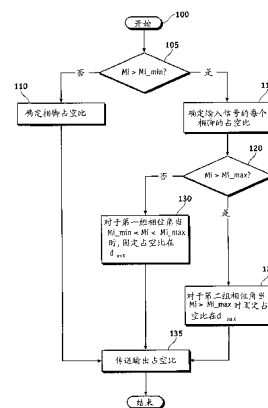 开始
100
105
Mi > Mi_min?
否
是
110
确定相脚占空比
11
确定输入信号的每个
相脚的占空比
120
Mi > Mi_max?
否
是
130
对于第一组相位角当
Mi_min < Mi < Mi_max
时,固定占空比在
d max
12
对于第二组相位角当
Mi > Mi_max 时固定占
空比在d max
135
传送输出占空比
结束